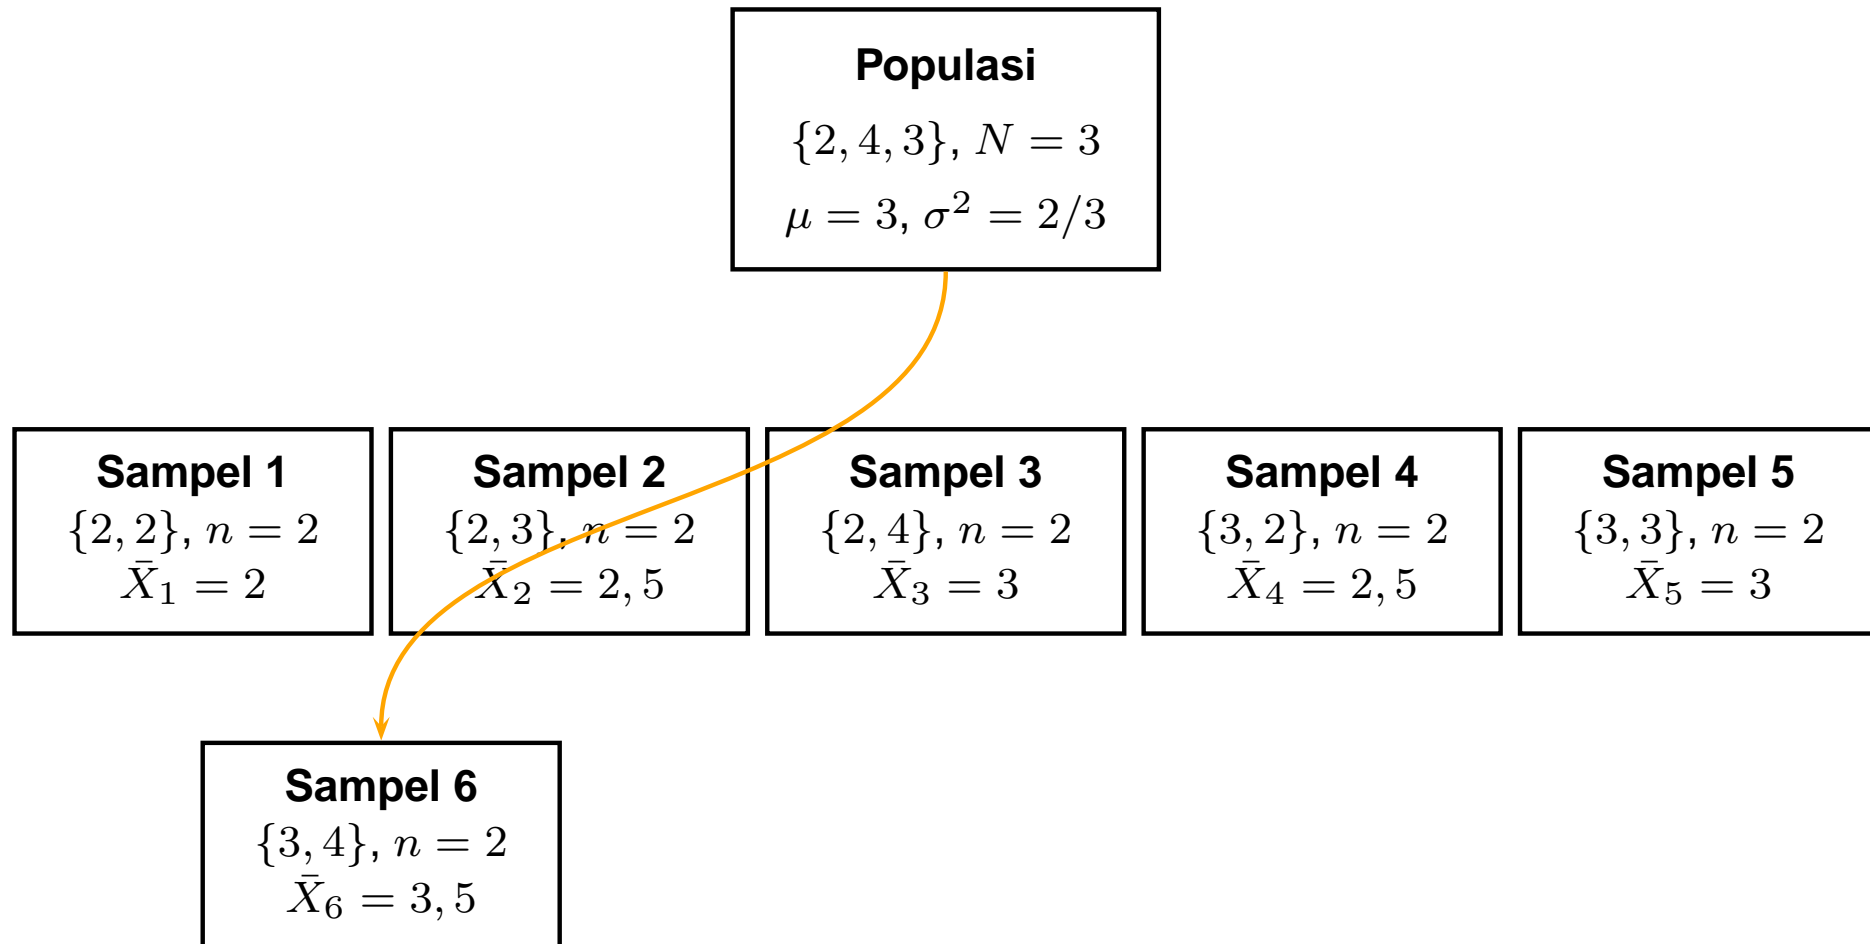 Populasi
{2, 4, 3}, N = 3
μ = 3, σ² = 2/3
Sampel 1
{2, 2}, n = 2
X̄₁ = 2
Sampel 2
{2, 3}, n = 2
X̄₂ = 2, 5
Sampel 3
{2, 4}, n = 2
X̄₃ = 3
Sampel 4
{3, 2}, n = 2
X̄₄ = 2, 5
Sampel 5
{3, 3}, n = 2
X̄₅ = 3
Sampel 6
{3, 4}, n = 2
X̄₆ = 3, 5